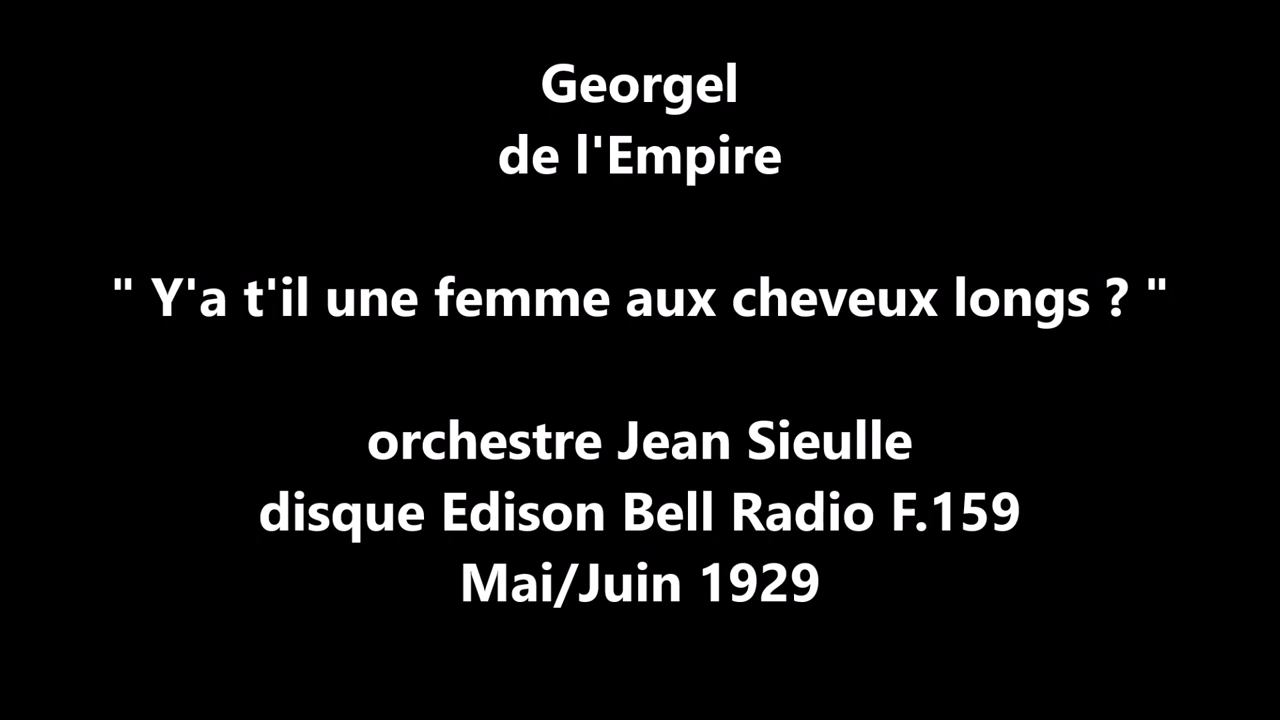 Georgel
de l'Empire
" Y'a t'il une femme aux cheveux longs ? "
orchestre Jean Sieulle
disque Edison Bell Radio F.159
Mai/Juin 1929